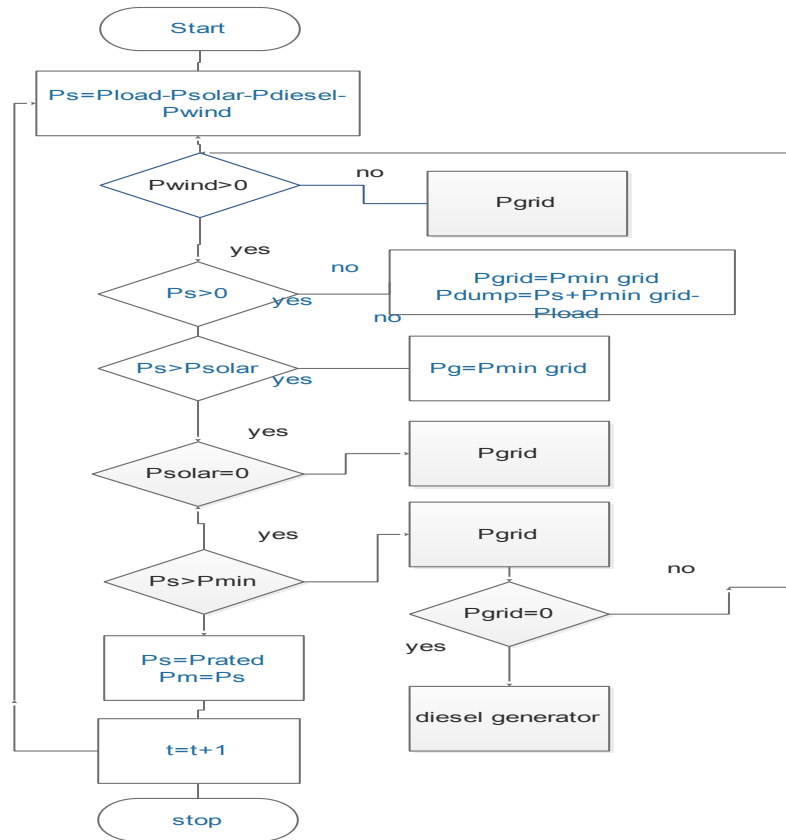 Start
Ps=Pload-Psolar-Pdiesel-
Pwind
Pwind>0
no
Pgrid
yes
no
Ps>0
yes
Pgrid=Pmin grid
Pdump=Ps+Pmin grid-
Pload
no
Ps>Psolar
yes
Pg=Pmin grid
yes
Psolar=0
Pgrid
yes
Pgrid
Ps>Pmin
no
Pgrid=0
yes
Ps=Prated
Pm=Ps
diesel generator
t=t+1
stop